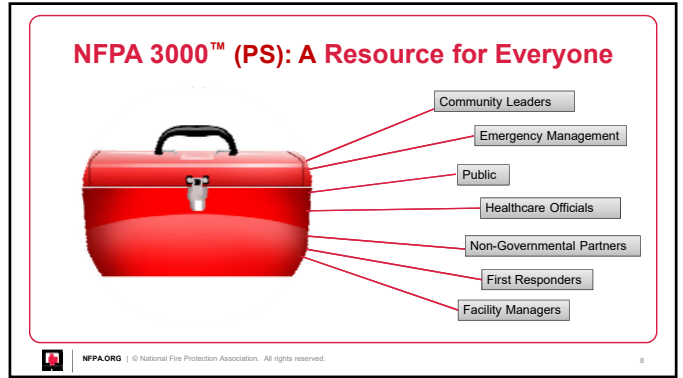 NFPA 3000™ (PS): A Resource for Everyone
Community Leaders
Emergency Management
Public
Healthcare Officials
Non-Governmental Partners
First Responders
Facility Managers
NFPA.ORG | © National Fire Protection Association. All rights reserved. 8